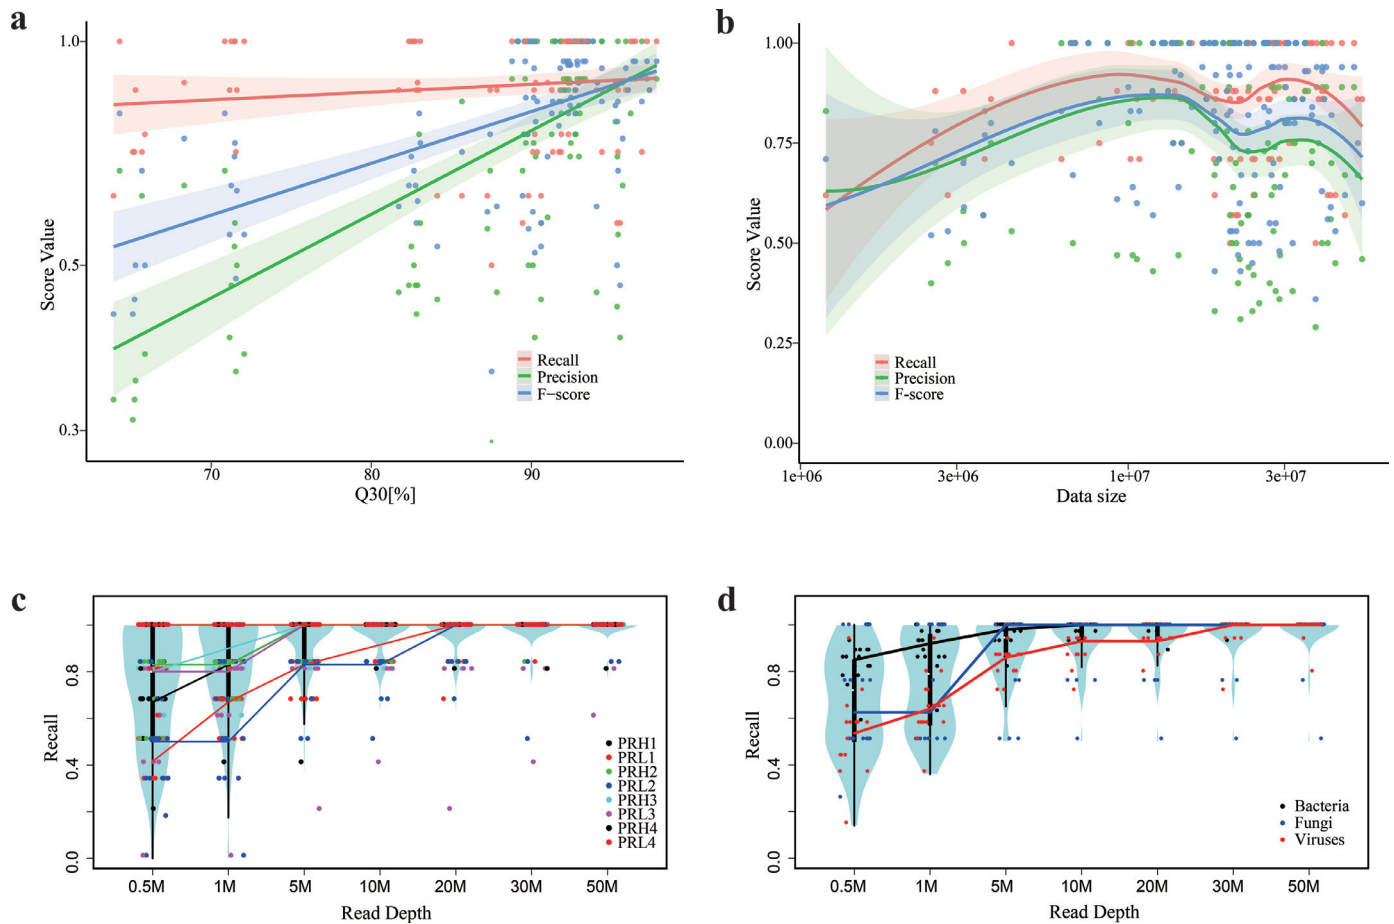 a
1.0
0.5
0.3
Score Value
70
80
90
Q30[%]
Recall
Precision
F−score
b
1.00
0.75
0.50
0.25
0.00
Score Value
1e+06
3e+06
1e+07
3e+07
Data size
Recall
Precision
F-score
c
0.8
0.4
0.0
Recall
0.5M
1M
5M
10M
20M
30M
50M
Read Depth
PRH1
PRL1
PRH2
PRL2
PRH3
PRL3
PRH4
PRL4
d
0.8
0.4
0.0
Recall
0.5M
1M
5M
10M
20M
30M
50M
Read Depth
Bacteria
Fungi
Viruses